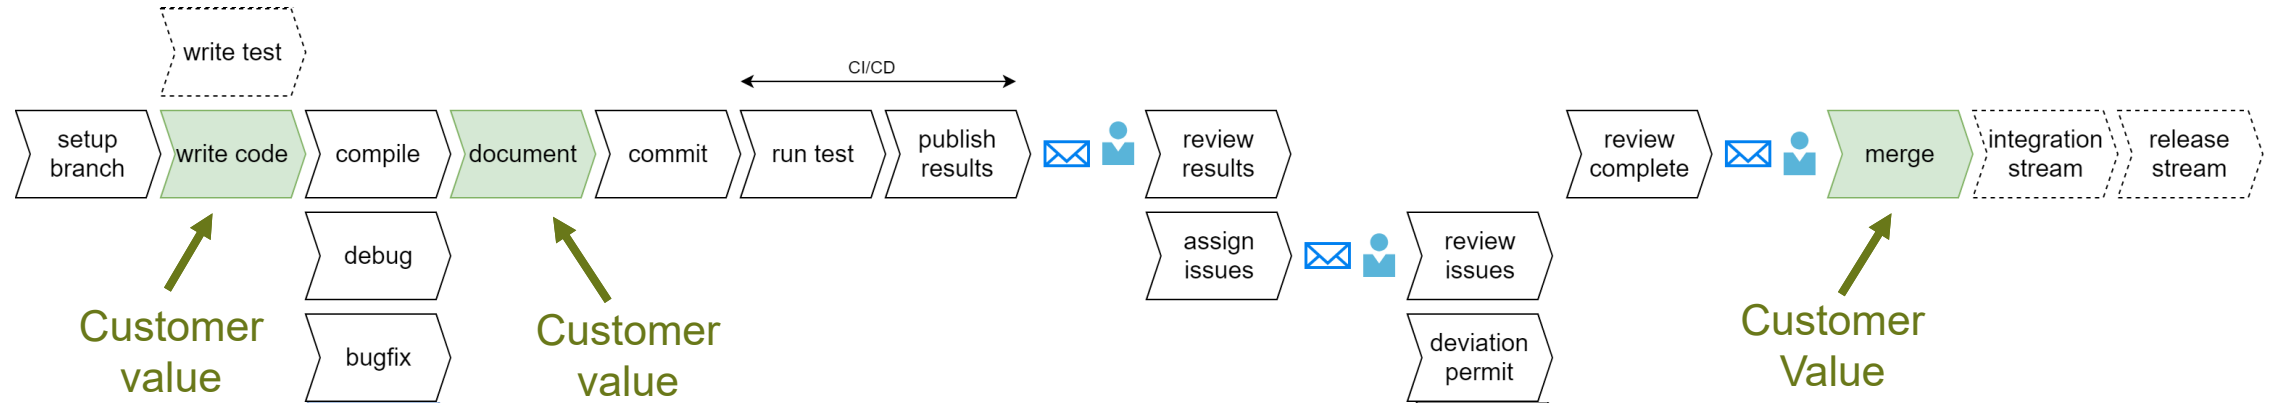 write test
CI/CD
setup
branch
write code
compile
document
commit
run test
publish
results
review
results
review
complete
merge
integration
stream
release
stream
debug
assign
issues
review
issues
bugfix
deviation
permit
Customer
value
Customer
value
Customer
Value